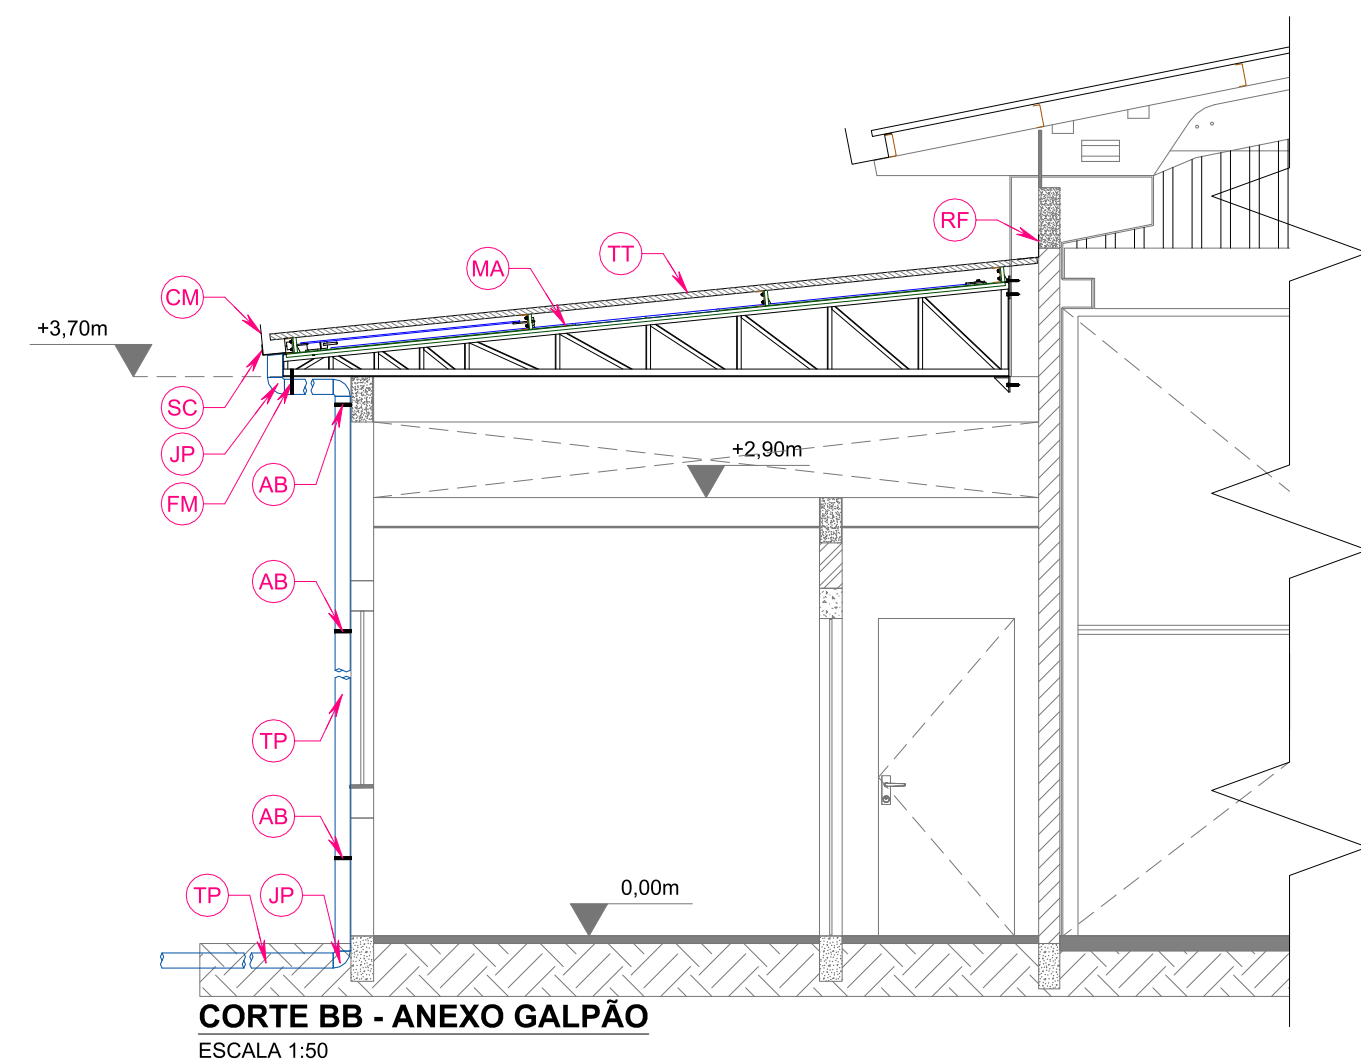 RF
TT
MA
CM
+3,70m
SC
JP
+2,90m
AB
FM
AB
TP
AB
TP
JP
0,00m
CORTE BB - ANEXO GALPÃO
ESCALA 1:50